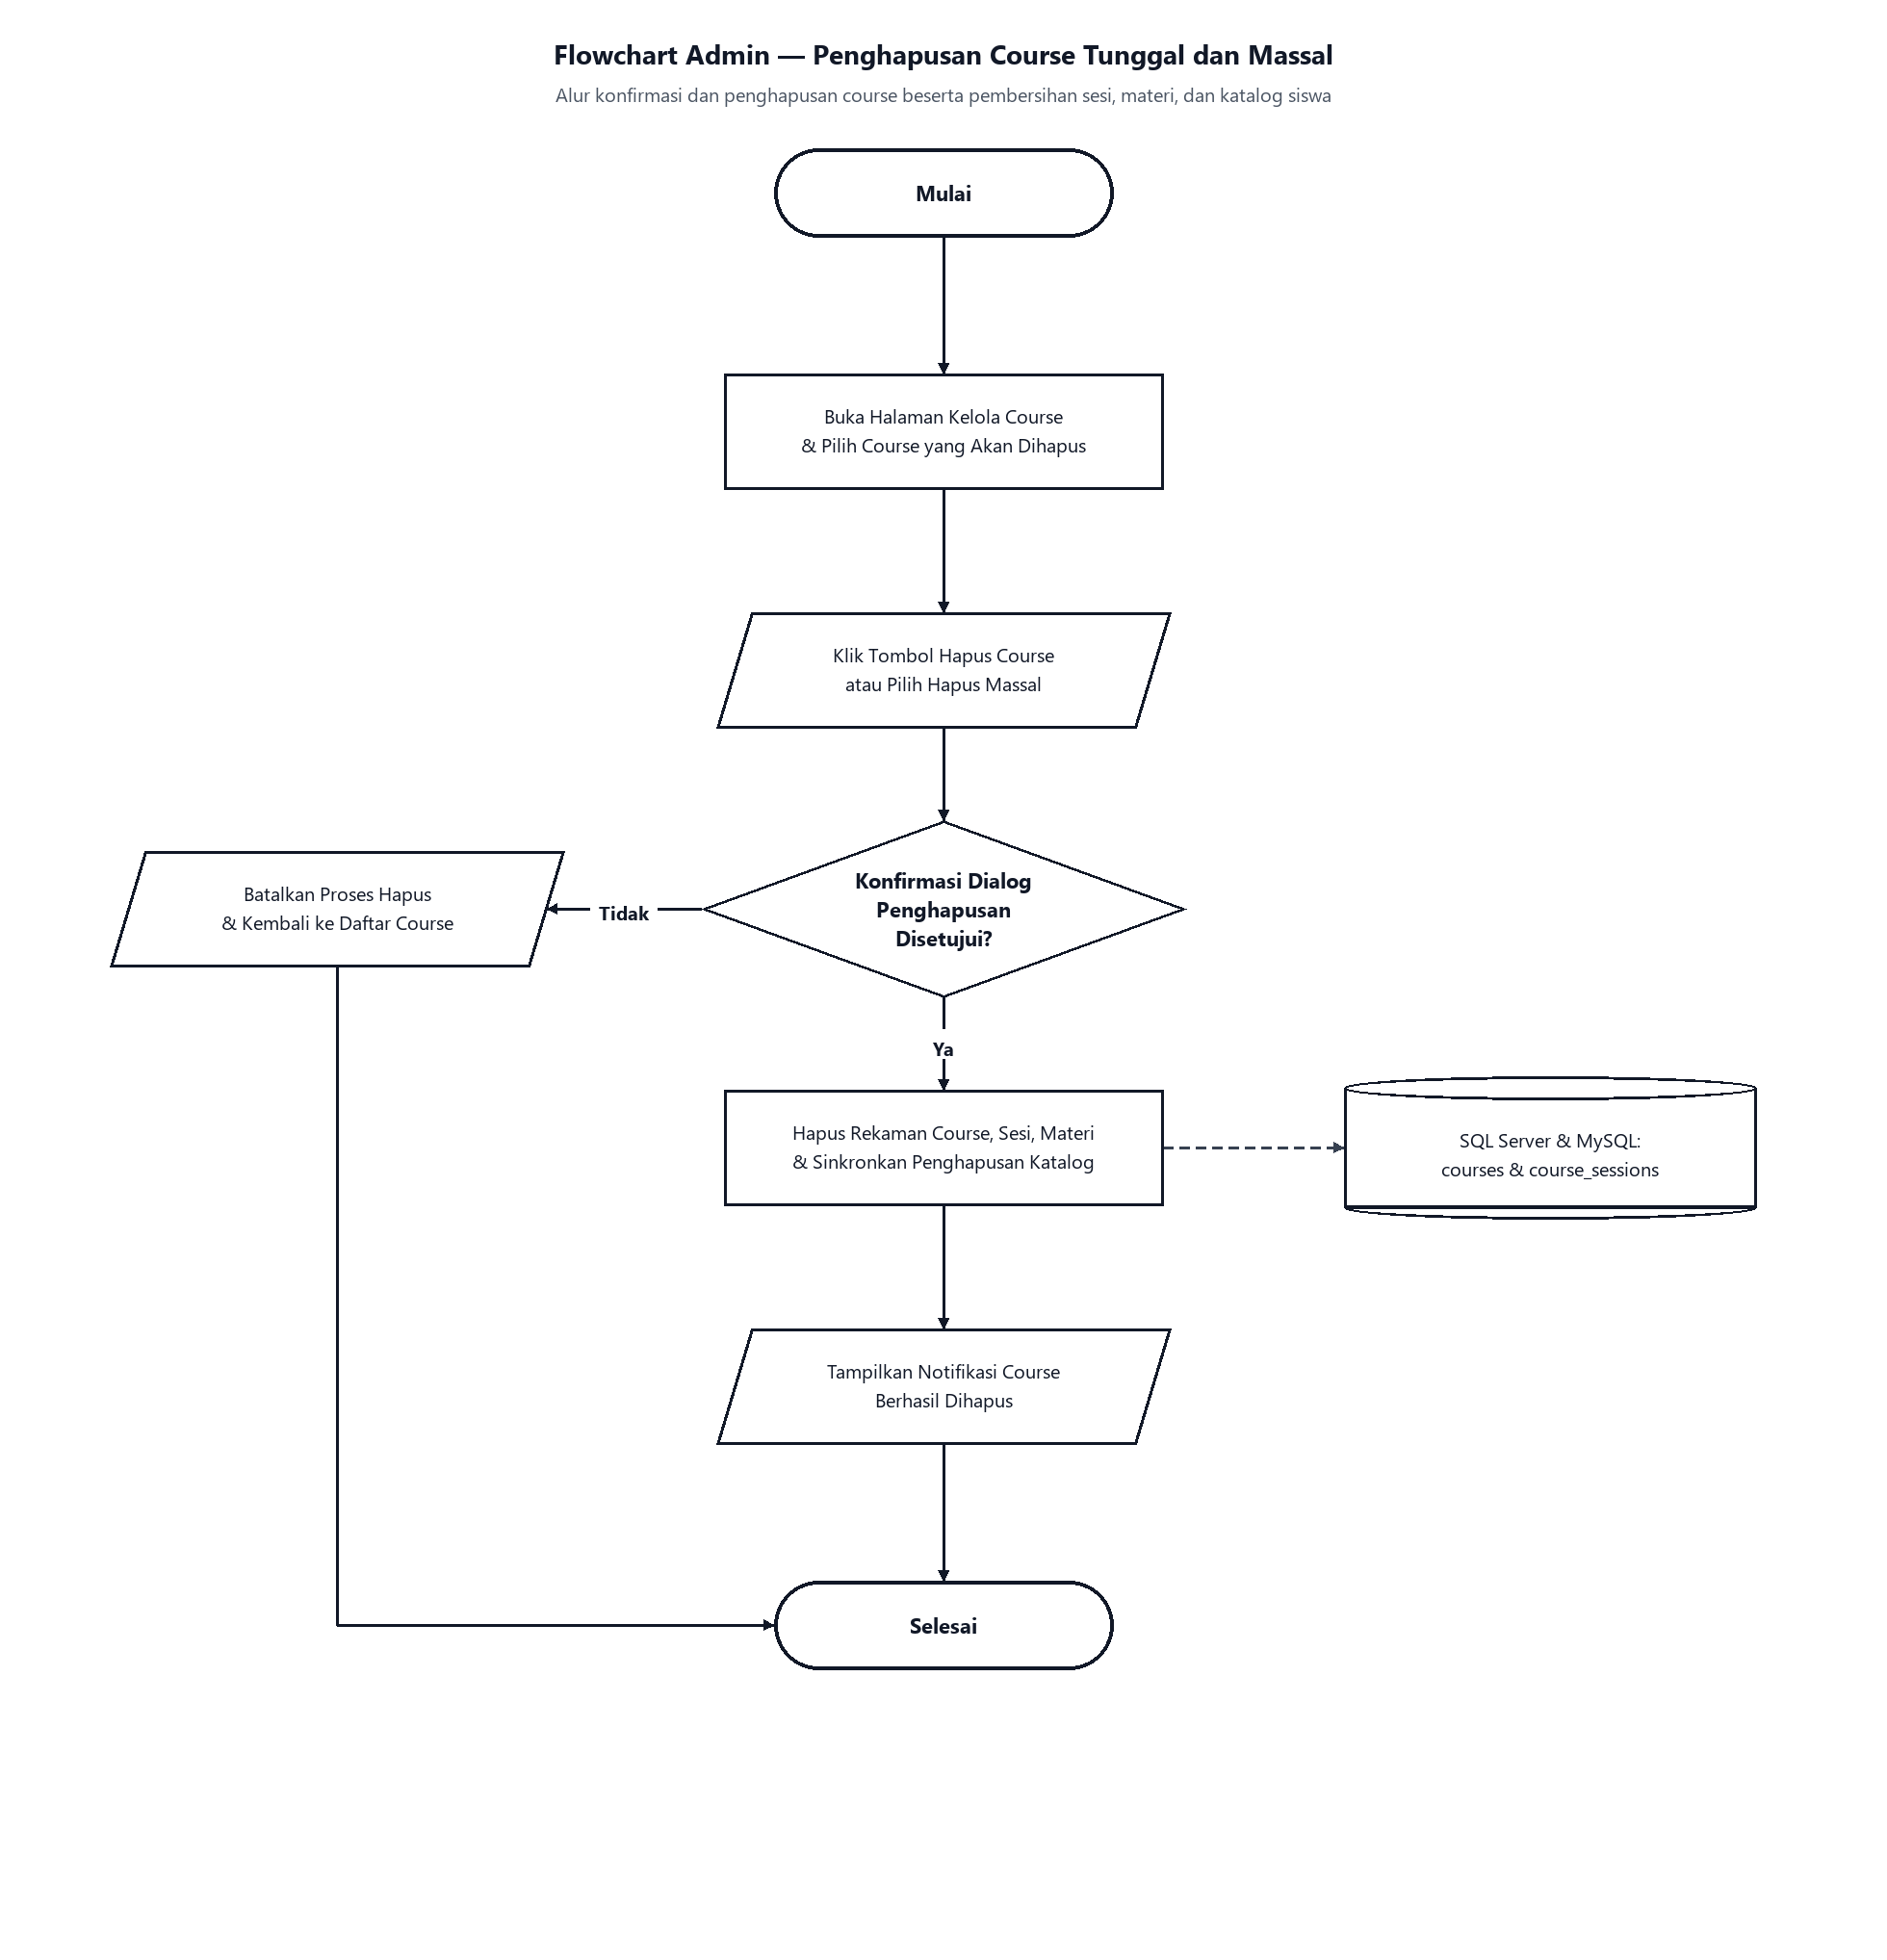 Flowchart Admin — Penghapusan Course Tunggal dan Massal
Alur konfirmasi dan penghapusan course beserta pembersihan sesi, materi, dan katalog siswa
Mulai
Buka Halaman Kelola Course
& Pilih Course yang Akan Dihapus
Klik Tombol Hapus Course
atau Pilih Hapus Massal
Konfirmasi Dialog
Penghapusan
Disetujui?
Tidak
Batalkan Proses Hapus
& Kembali ke Daftar Course
Ya
Hapus Rekaman Course, Sesi, Materi
& Sinkronkan Penghapusan Katalog
SQL Server & MySQL:
courses & course_sessions
Tampilkan Notifikasi Course
Berhasil Dihapus
Selesai